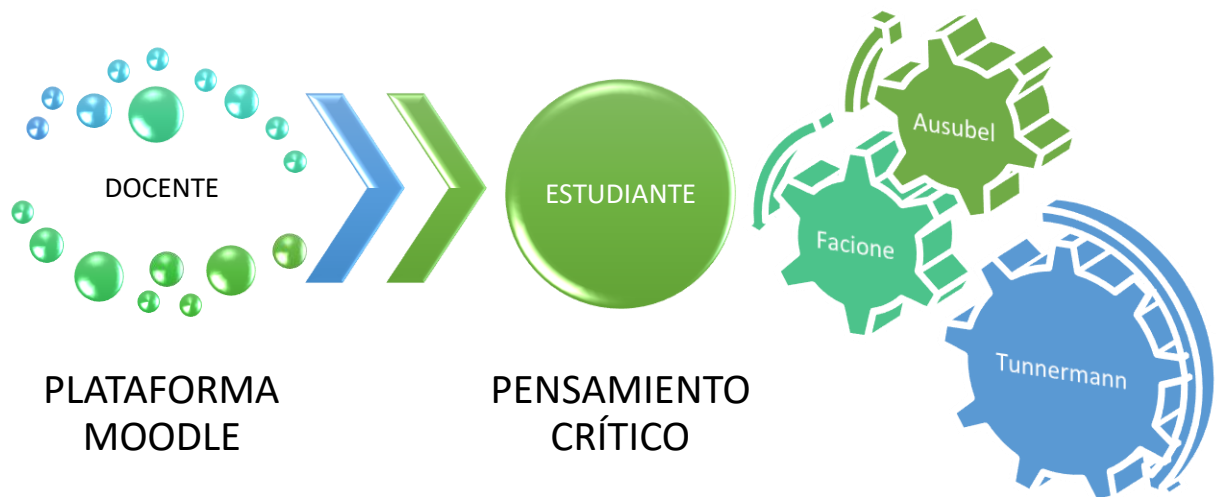 DOCENTE
ESTUDIANTE
PLATAFORMA
MOODLE
PENSAMIENTO
CRÍTICO
Ausubel
Facione
Tunnermann